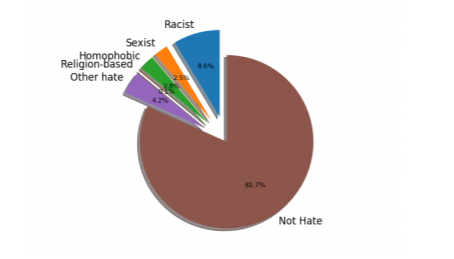 Racist
Sexist
Homophobic
Religion-based
Other hate
8.6%
2.5%
4.2%
81.7%
Not Hate